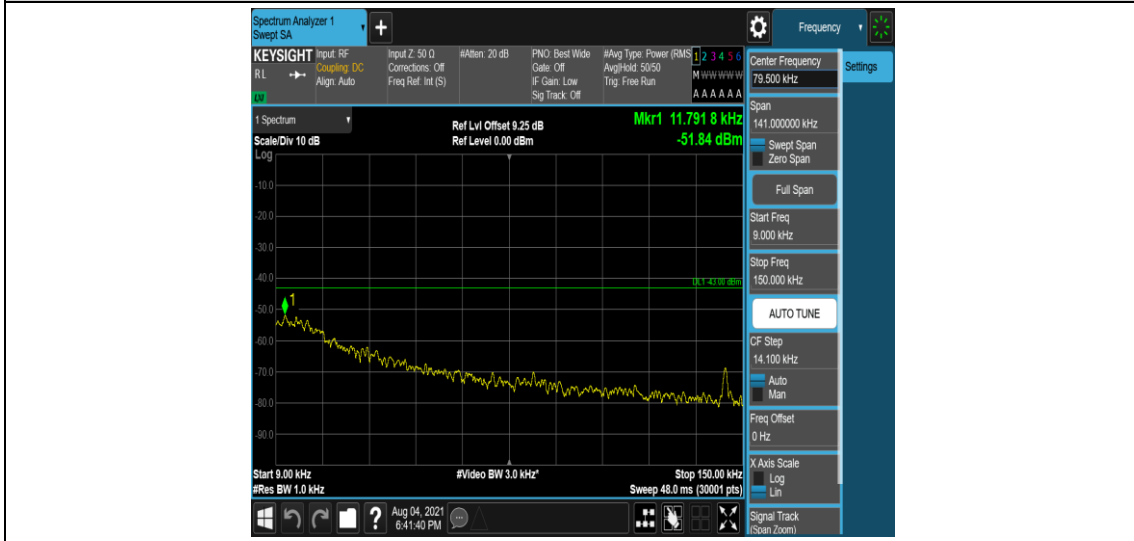 Spectrum Analyzer 1
Swept SA
+
Frequency
KEYSIGHT
RL
Input: RF
Coupling: DC
Align: Auto
Input Z: 50 Ω
Corrections: Off
Freq Ref: Int (S)
#Atten: 20 dB
PNO: Best Wide
Gate: Off
IF Gain: Low
Sig Track: Off
#Avg Type: Power (RMS
Avg|Hold: 50/50
Trig: Free Run
1 2 3 4 5 6
M W W W W W
A A A A A A
1 Spectrum
Scale/Div 10 dB
Log
Ref Lvl Offset 9.25 dB
Ref Level 0.00 dBm
Mkr1 11.791 8 kHz
-51.84 dBm
-10.0
-20.0
-30.0
-40.0
DL1 -43.00 dBm
1
-50.0
-60.0
-70.0
-80.0
-90.0
Start 9.00 kHz
#Res BW 1.0 kHz
#Video BW 3.0 kHz*
Stop 150.00 kHz
Sweep 48.0 ms (30001 pts)
?
Aug 04, 2021
6:41:40 PM
Center Frequency
79.500 kHz
Settings
Span
141.000000 kHz
Swept Span
Zero Span
Full Span
Start Freq
9.000 kHz
Stop Freq
150.000 kHz
AUTO TUNE
CF Step
14.100 kHz
Auto
Man
Freq Offset
0 Hz
X Axis Scale
Log
Lin
Signal Track
(Span Zoom)